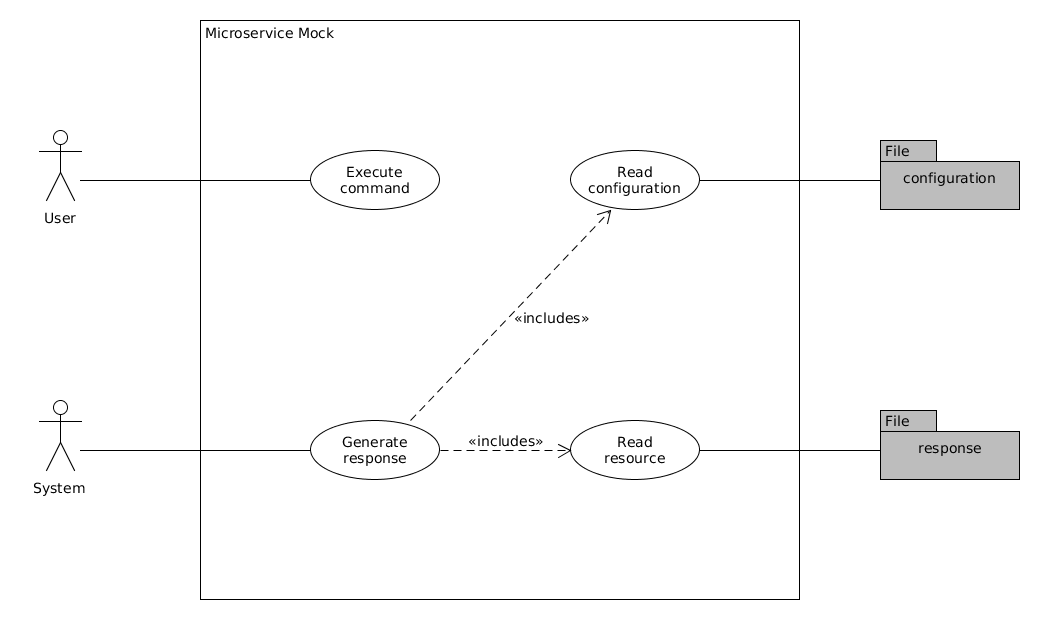 Microservice Mock
User
Execute
command
Read
configuration
File
configuration
«includes»
System
Generate
response
«includes»
Read
resource
File
response